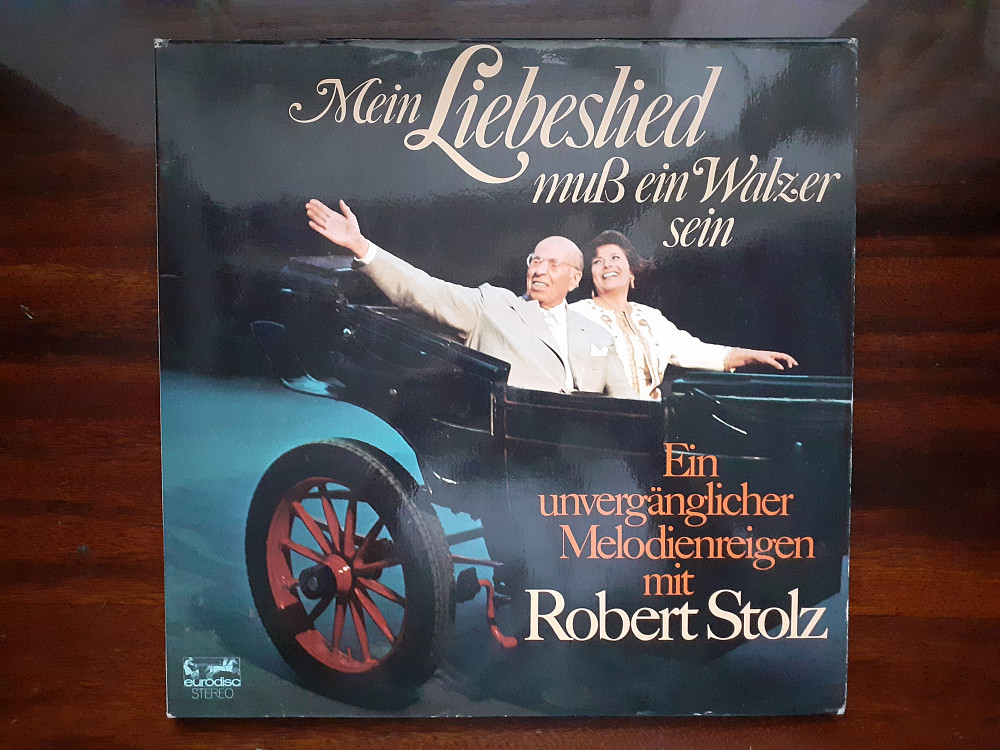 Mein Liebeslied
muß ein Walzer
sein
Ein
unvergänglicher
Melodienreigen
mit
Robert Stolz
eurodisc
STEREO